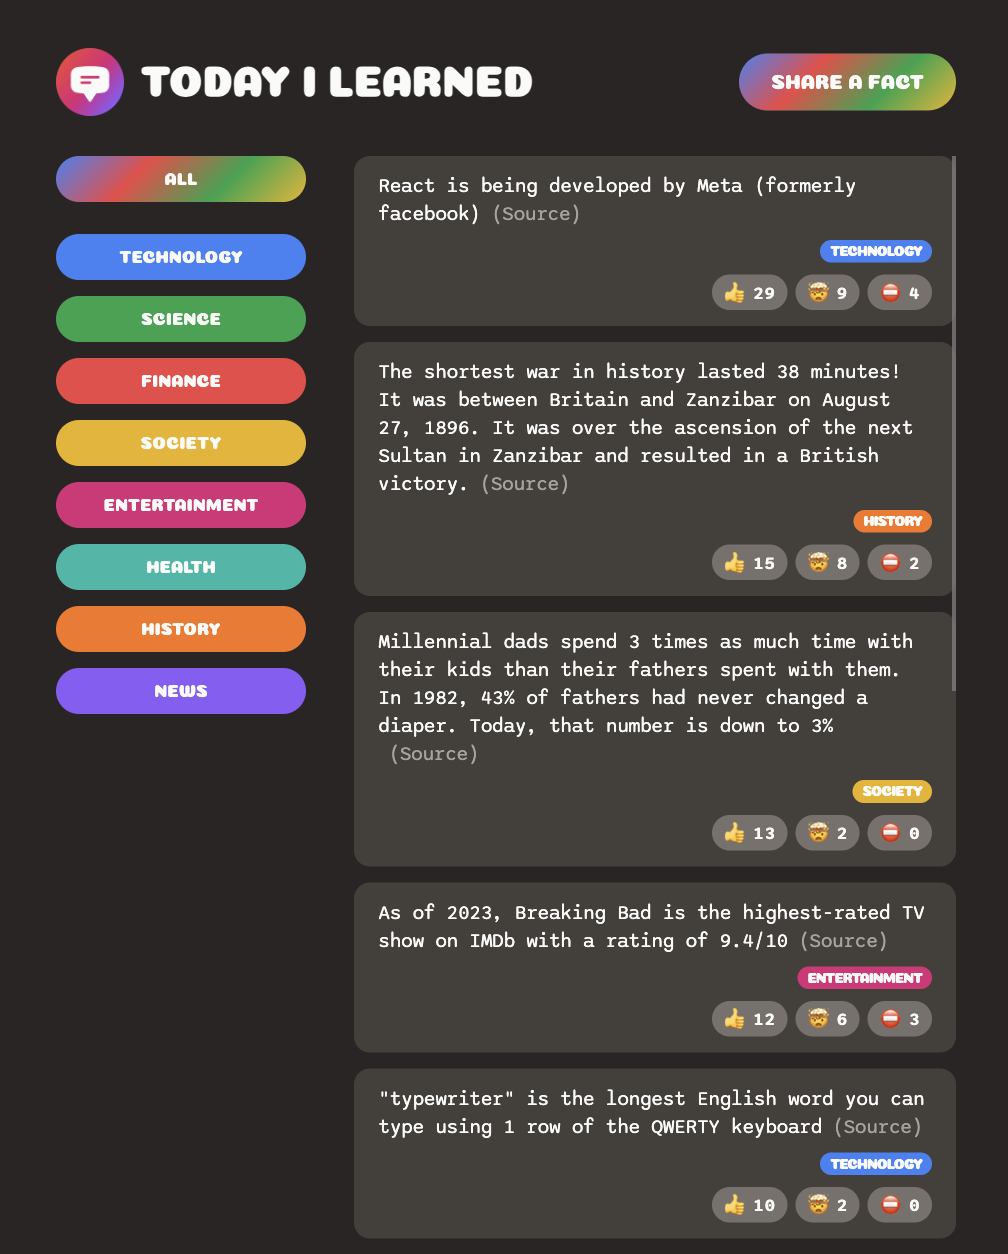 TODAY I LEARNED
SHARE A FACT
ALL
TECHNOLOGY
SCIENCE
FINANCE
SOCIETY
ENTERTAINMENT
HEALTH
HISTORY
NEWS
React is being developed by Meta (formerly
facebook) (Source)
TECHNOLOGY
👍 29 🤯 9 ⛔ 4
The shortest war in history lasted 38 minutes!
It was between Britain and Zanzibar on August
27, 1896. It was over the ascension of the next
Sultan in Zanzibar and resulted in a British
victory. (Source)
HISTORY
👍 15 🤯 8 ⛔ 2
Millennial dads spend 3 times as much time with
their kids than their fathers spent with them.
In 1982, 43% of fathers had never changed a
diaper. Today, that number is down to 3%
(Source)
SOCIETY
👍 13 🤯 2 ⛔ 0
As of 2023, Breaking Bad is the highest-rated TV
show on IMDb with a rating of 9.4/10 (Source)
ENTERTAINMENT
👍 12 🤯 6 ⛔ 3
"typewriter" is the longest English word you can
type using 1 row of the QWERTY keyboard (Source)
TECHNOLOGY
👍 10 🤯 2 ⛔ 0